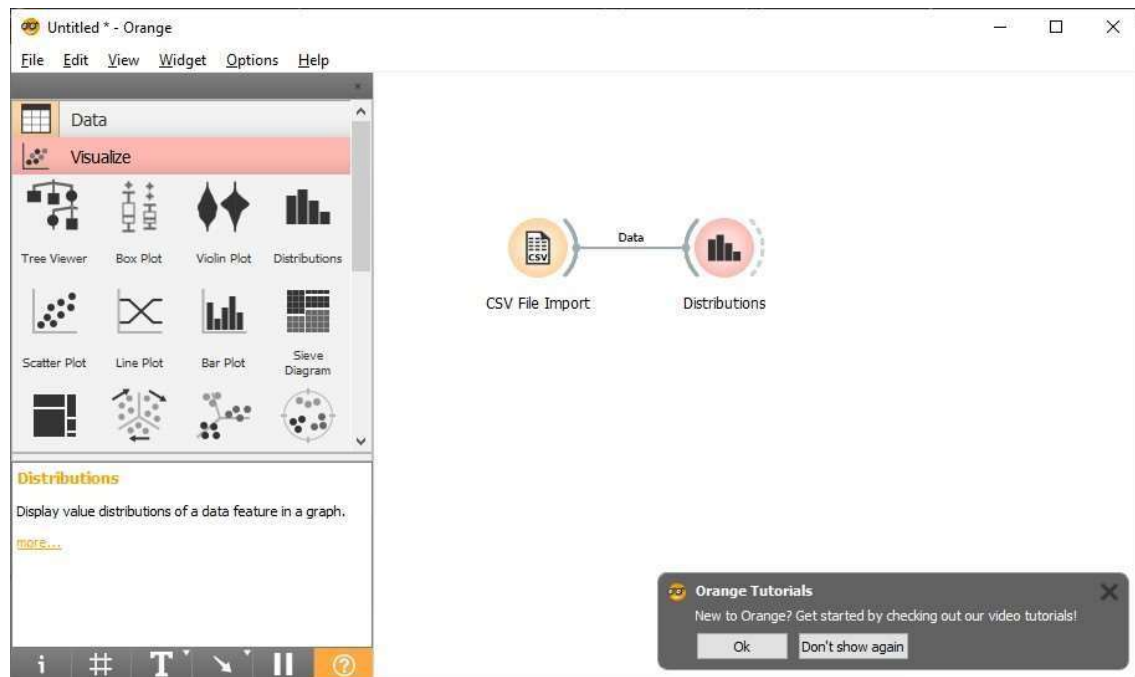 Untitled * - Orange
File Edit View Widget Options Help
Data
Visualize
Tree Viewer Box Plot Violin Plot Distributions
Scatter Plot Line Plot Bar Plot Sieve
Diagram
Distributions
Display value distributions of a data feature in a graph.
more...
CSV
Data
CSV File Import Distributions
Orange Tutorials
New to Orange? Get started by checking out our video tutorials!
Ok Don't show again
i # T ?